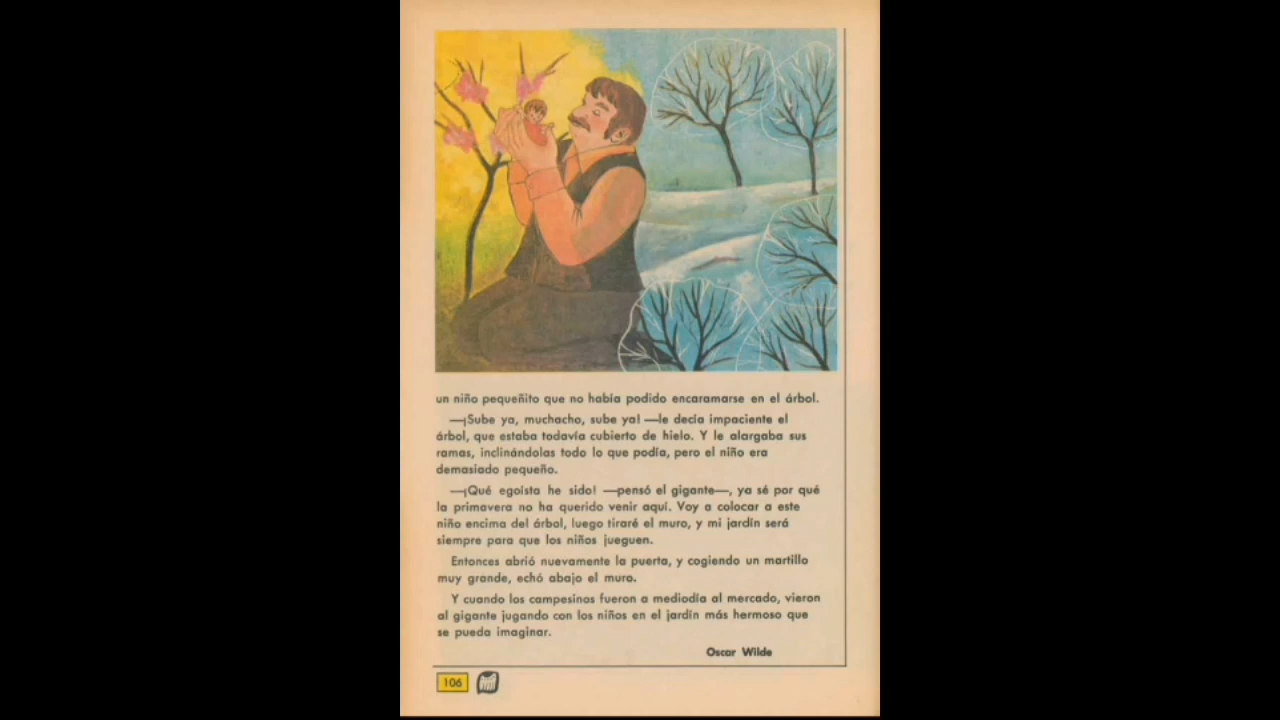 un niño pequeñito que no había podido encaramarse en el árbol.
—¡Sube ya, muchacho, sube ya! —le decía impaciente el
árbol, que estaba todavía cubierto de hielo. Y le alargaba sus
ramas, inclinándolas todo lo que podía, pero el niño era
demasiado pequeño.
—¡Qué egoísta he sido! —pensó el gigante—, ya sé por qué
la primavera no ha querido venir aquí. Voy a colocar a este
niño encima del árbol, luego tiraré el muro, y mi jardín será
siempre para que los niños jueguen.
Entonces abrió nuevamente la puerta, y cogiendo un martillo
muy grande, echó abajo el muro.
Y cuando los campesinos fueron a mediodía al mercado, vieron
al gigante jugando con los niños en el jardín más hermoso que
se pueda imaginar.
Oscar Wilde
106